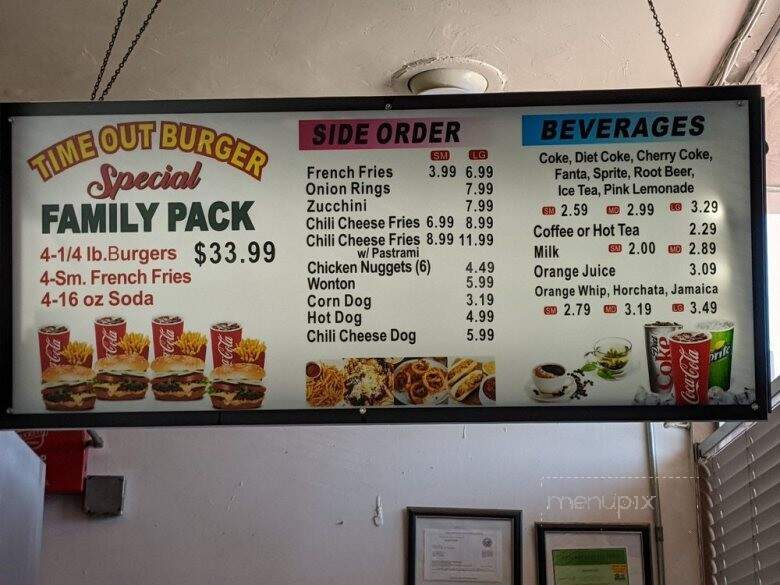 TIME OUT BURGER
Special
FAMILY PACK
4-1/4 lb.Burgers $33.99
4-Sm. French Fries
4-16 oz Soda
SIDE ORDER
SM LG
French Fries 3.99 6.99
Onion Rings 7.99
Zucchini 7.99
Chili Cheese Fries 6.99 8.99
Chili Cheese Fries 8.99 11.99
w/ Pastrami
Chicken Nuggets (6) 4.49
Wonton 5.99
Corn Dog 3.19
Hot Dog 4.99
Chili Cheese Dog 5.99
BEVERAGES
Coke, Diet Coke, Cherry Coke,
Fanta, Sprite, Root Beer,
Ice Tea, Pink Lemonade
SM 2.59 MD 2.99 LG 3.29
Coffee or Hot Tea 2.29
Milk SM 2.00 MD 2.89
Orange Juice 3.09
Orange Whip, Horchata, Jamaica
SM 2.79 MD 3.19 LG 3.49
Coke
Coca-Cola
menupix